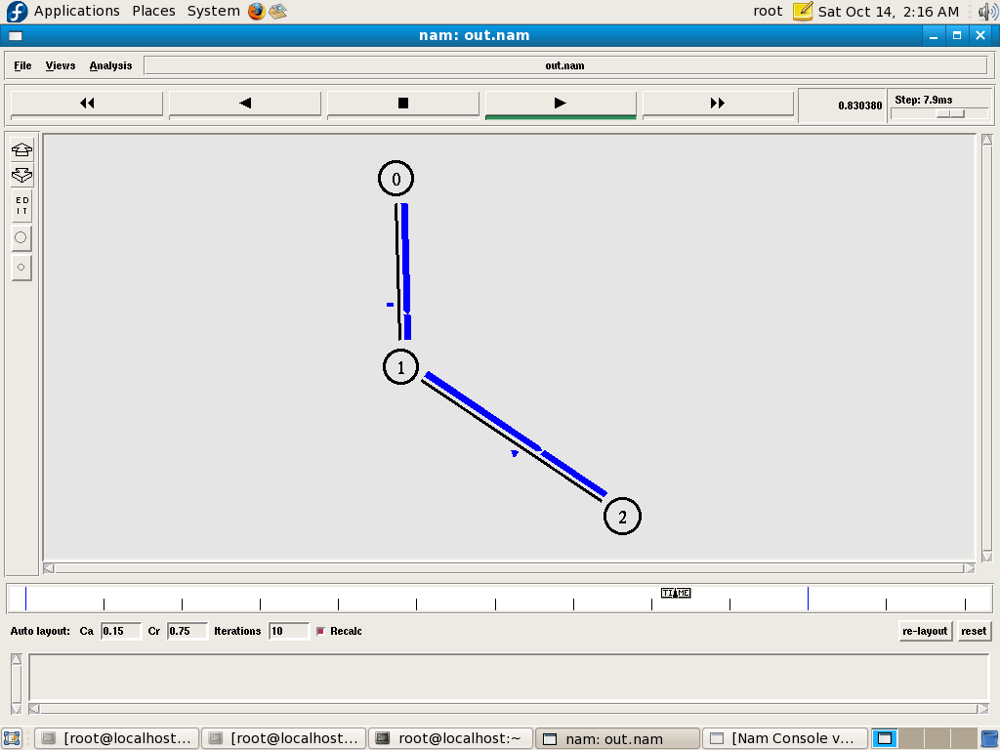 Applications Places System root Sat Oct 14, 2:16 AM
nam: out.nam
File Views Analysis out.nam
0.830380 Step: 7.9ms
ED
IT
0
1
2
TIME
Auto layout: Ca 0.15 Cr 0.75 Iterations 10 Recalc re-layout reset
[root@localhost... [root@localhost... root@localhost:~ nam: out.nam [Nam Console v...